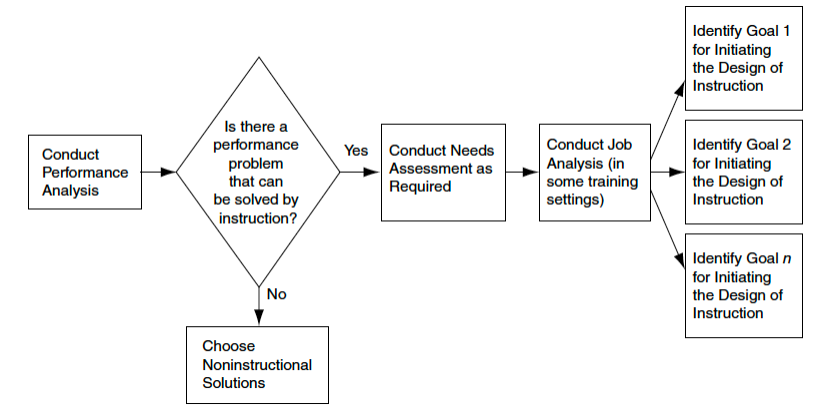 Conduct
Performance
Analysis
Is there a
performance
problem
that can
be solved by
instruction?
Yes
No
Choose
Noninstructional
Solutions
Conduct Needs
Assessment as
Required
Conduct Job
Analysis (in
some training
settings)
Identify Goal 1
for Initiating
the Design of
Instruction
Identify Goal 2
for Initiating
the Design of
Instruction
Identify Goal n
for Initiating
the Design of
Instruction